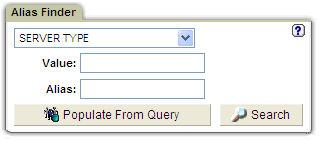 Alias Finder
SERVER TYPE
?
Value:
Alias:
Populate From Query Search